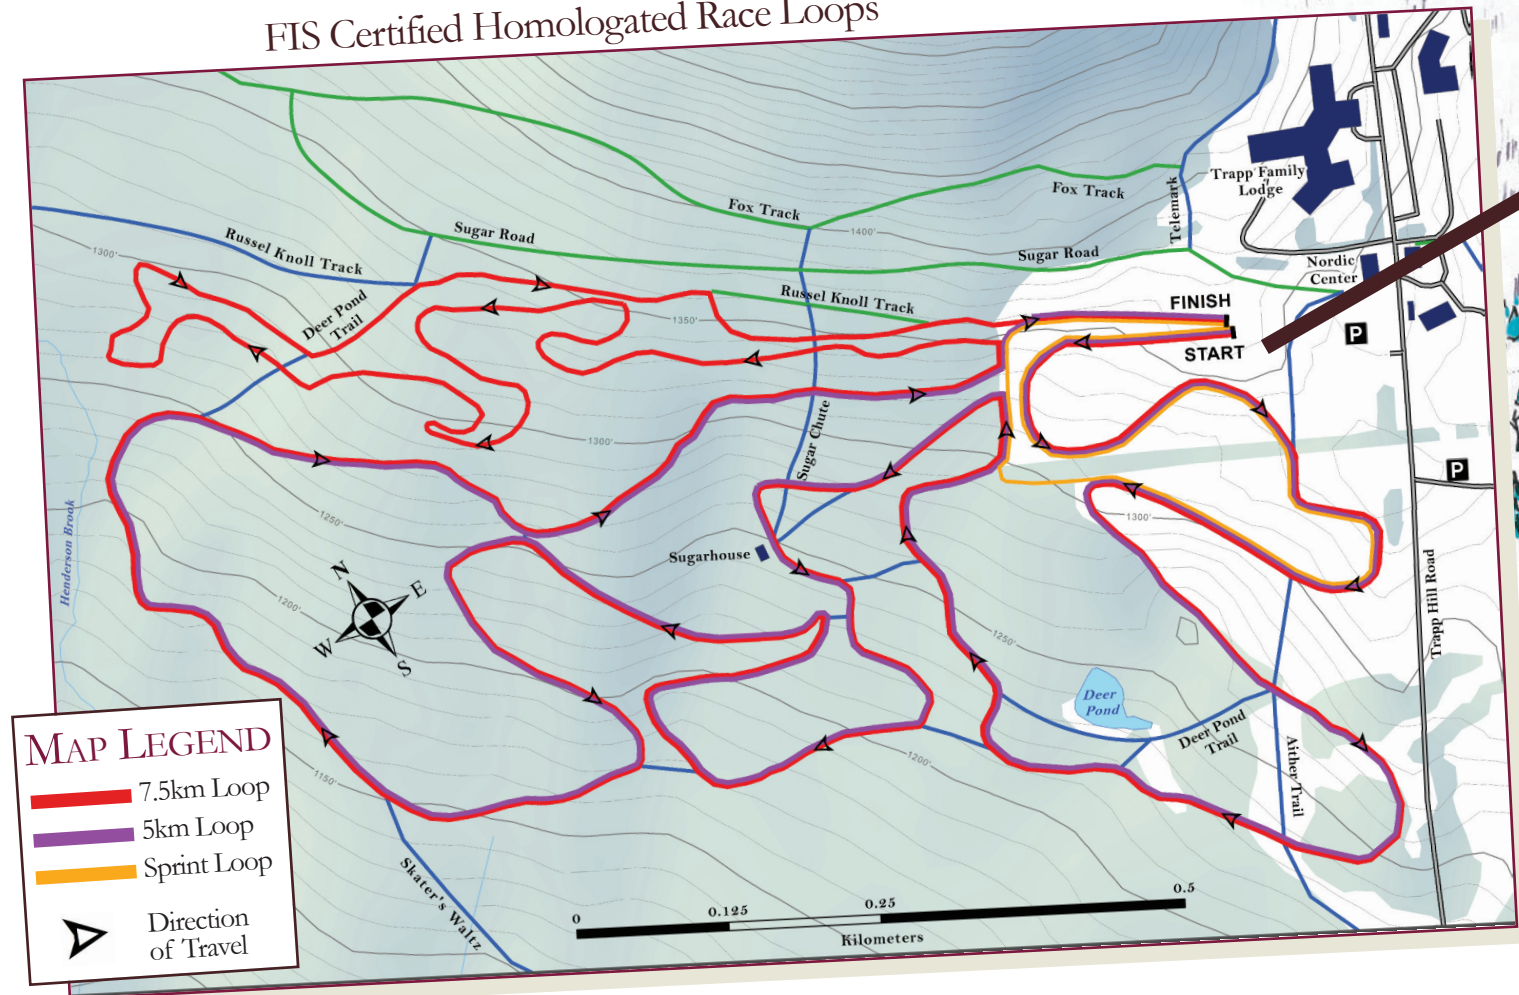 FIS Certified Homologated Race Loops
Trapp Family
Lodge
Telemark
Fox Track
Fox Track
1400'
Sugar Road
Sugar Road
Russel Knoll Track
1300'
Nordic
Center
Deer Pond
Trail
Russel Knoll Track
1350'
FINISH
START
P
P
Sugar Chute
1300'
1250'
1300'
Henderson Brook
Sugarhouse
N
E
W
S
1200'
1250'
Trapp Hill Road
Deer
Pond
Deer Pond
Trail
Aither Trail
1200'
1150'
MAP LEGEND
7.5km Loop
5km Loop
Sprint Loop
Direction
of Travel
Skater's Waltz
0
0.125
0.25
0.5
Kilometers